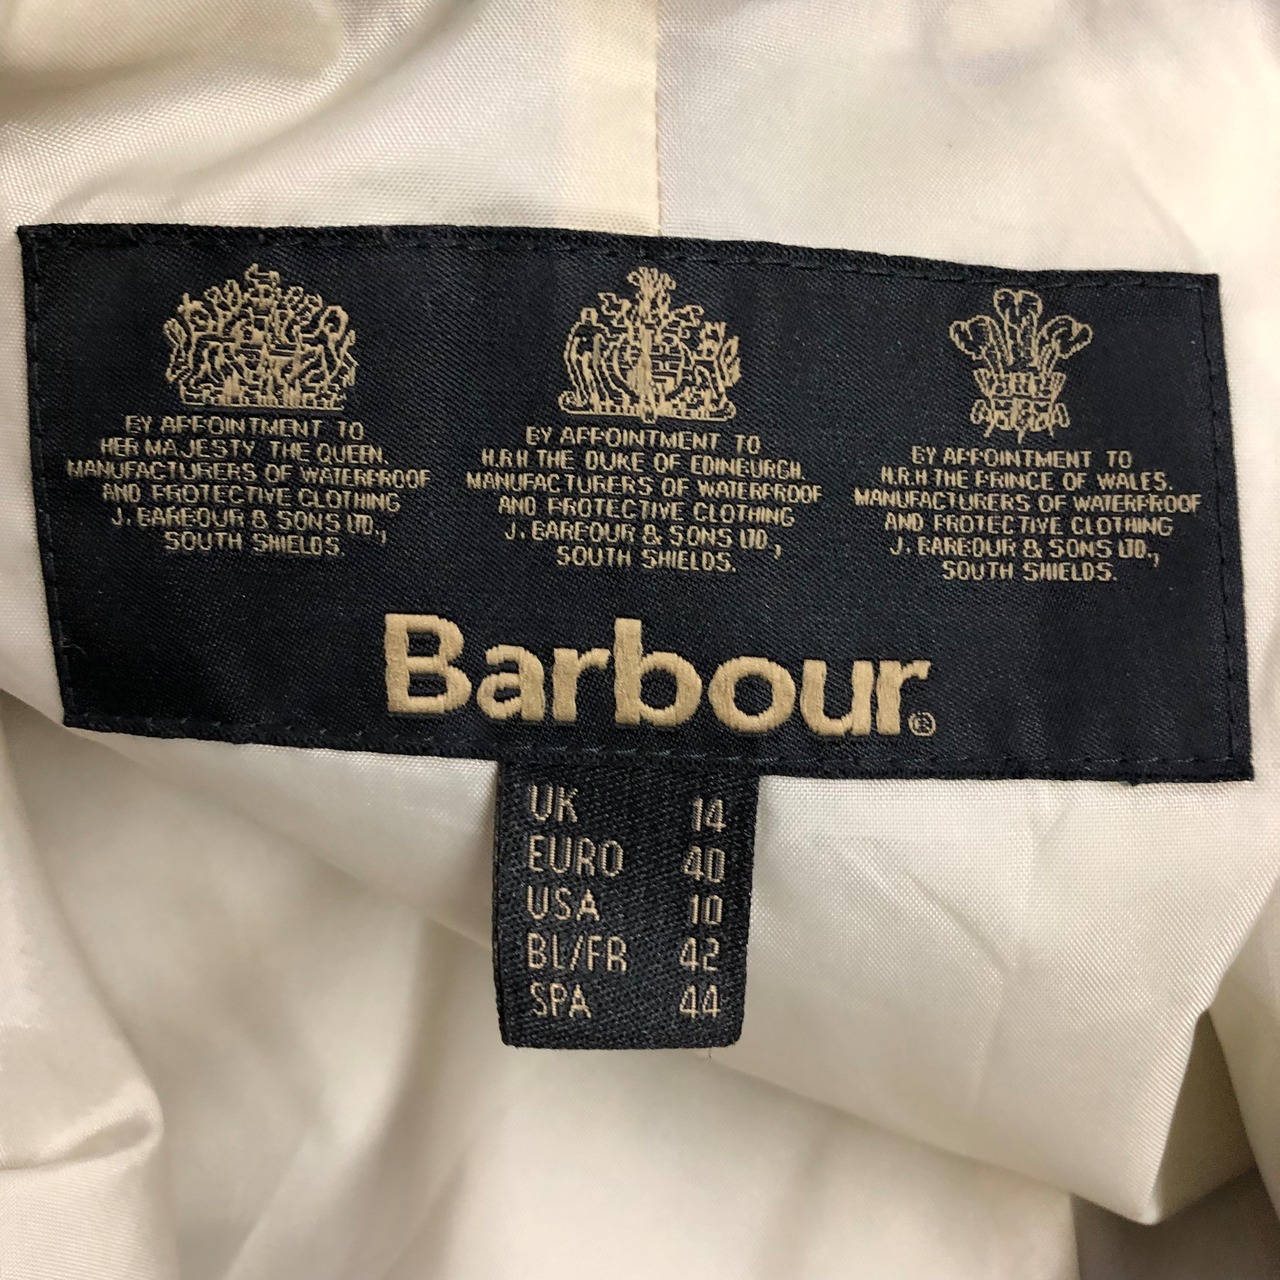 BY APPOINTMENT TO
HER MAJESTY THE QUEEN.
MANUFACTURERS OF WATERPROOF
AND PROTECTIVE CLOTHING
J. BARBOUR & SONS LTD.,
SOUTH SHIELDS.
BY APPOINTMENT TO
H.R.H THE DUKE OF EDINBURGH.
MANUFACTURERS OF WATERPROOF
AND PROTECTIVE CLOTHING
J. BARBOUR & SONS LTD.,
SOUTH SHIELDS.
BY APPOINTMENT TO
H.R.H THE PRINCE OF WALES.
MANUFACTURERS OF WATERPROOF
AND PROTECTIVE CLOTHING
J. BARBOUR & SONS LTD.,
SOUTH SHIELDS.
Barbour®
UK 14
EURO 40
USA 10
BL/FR 42
SPA 44